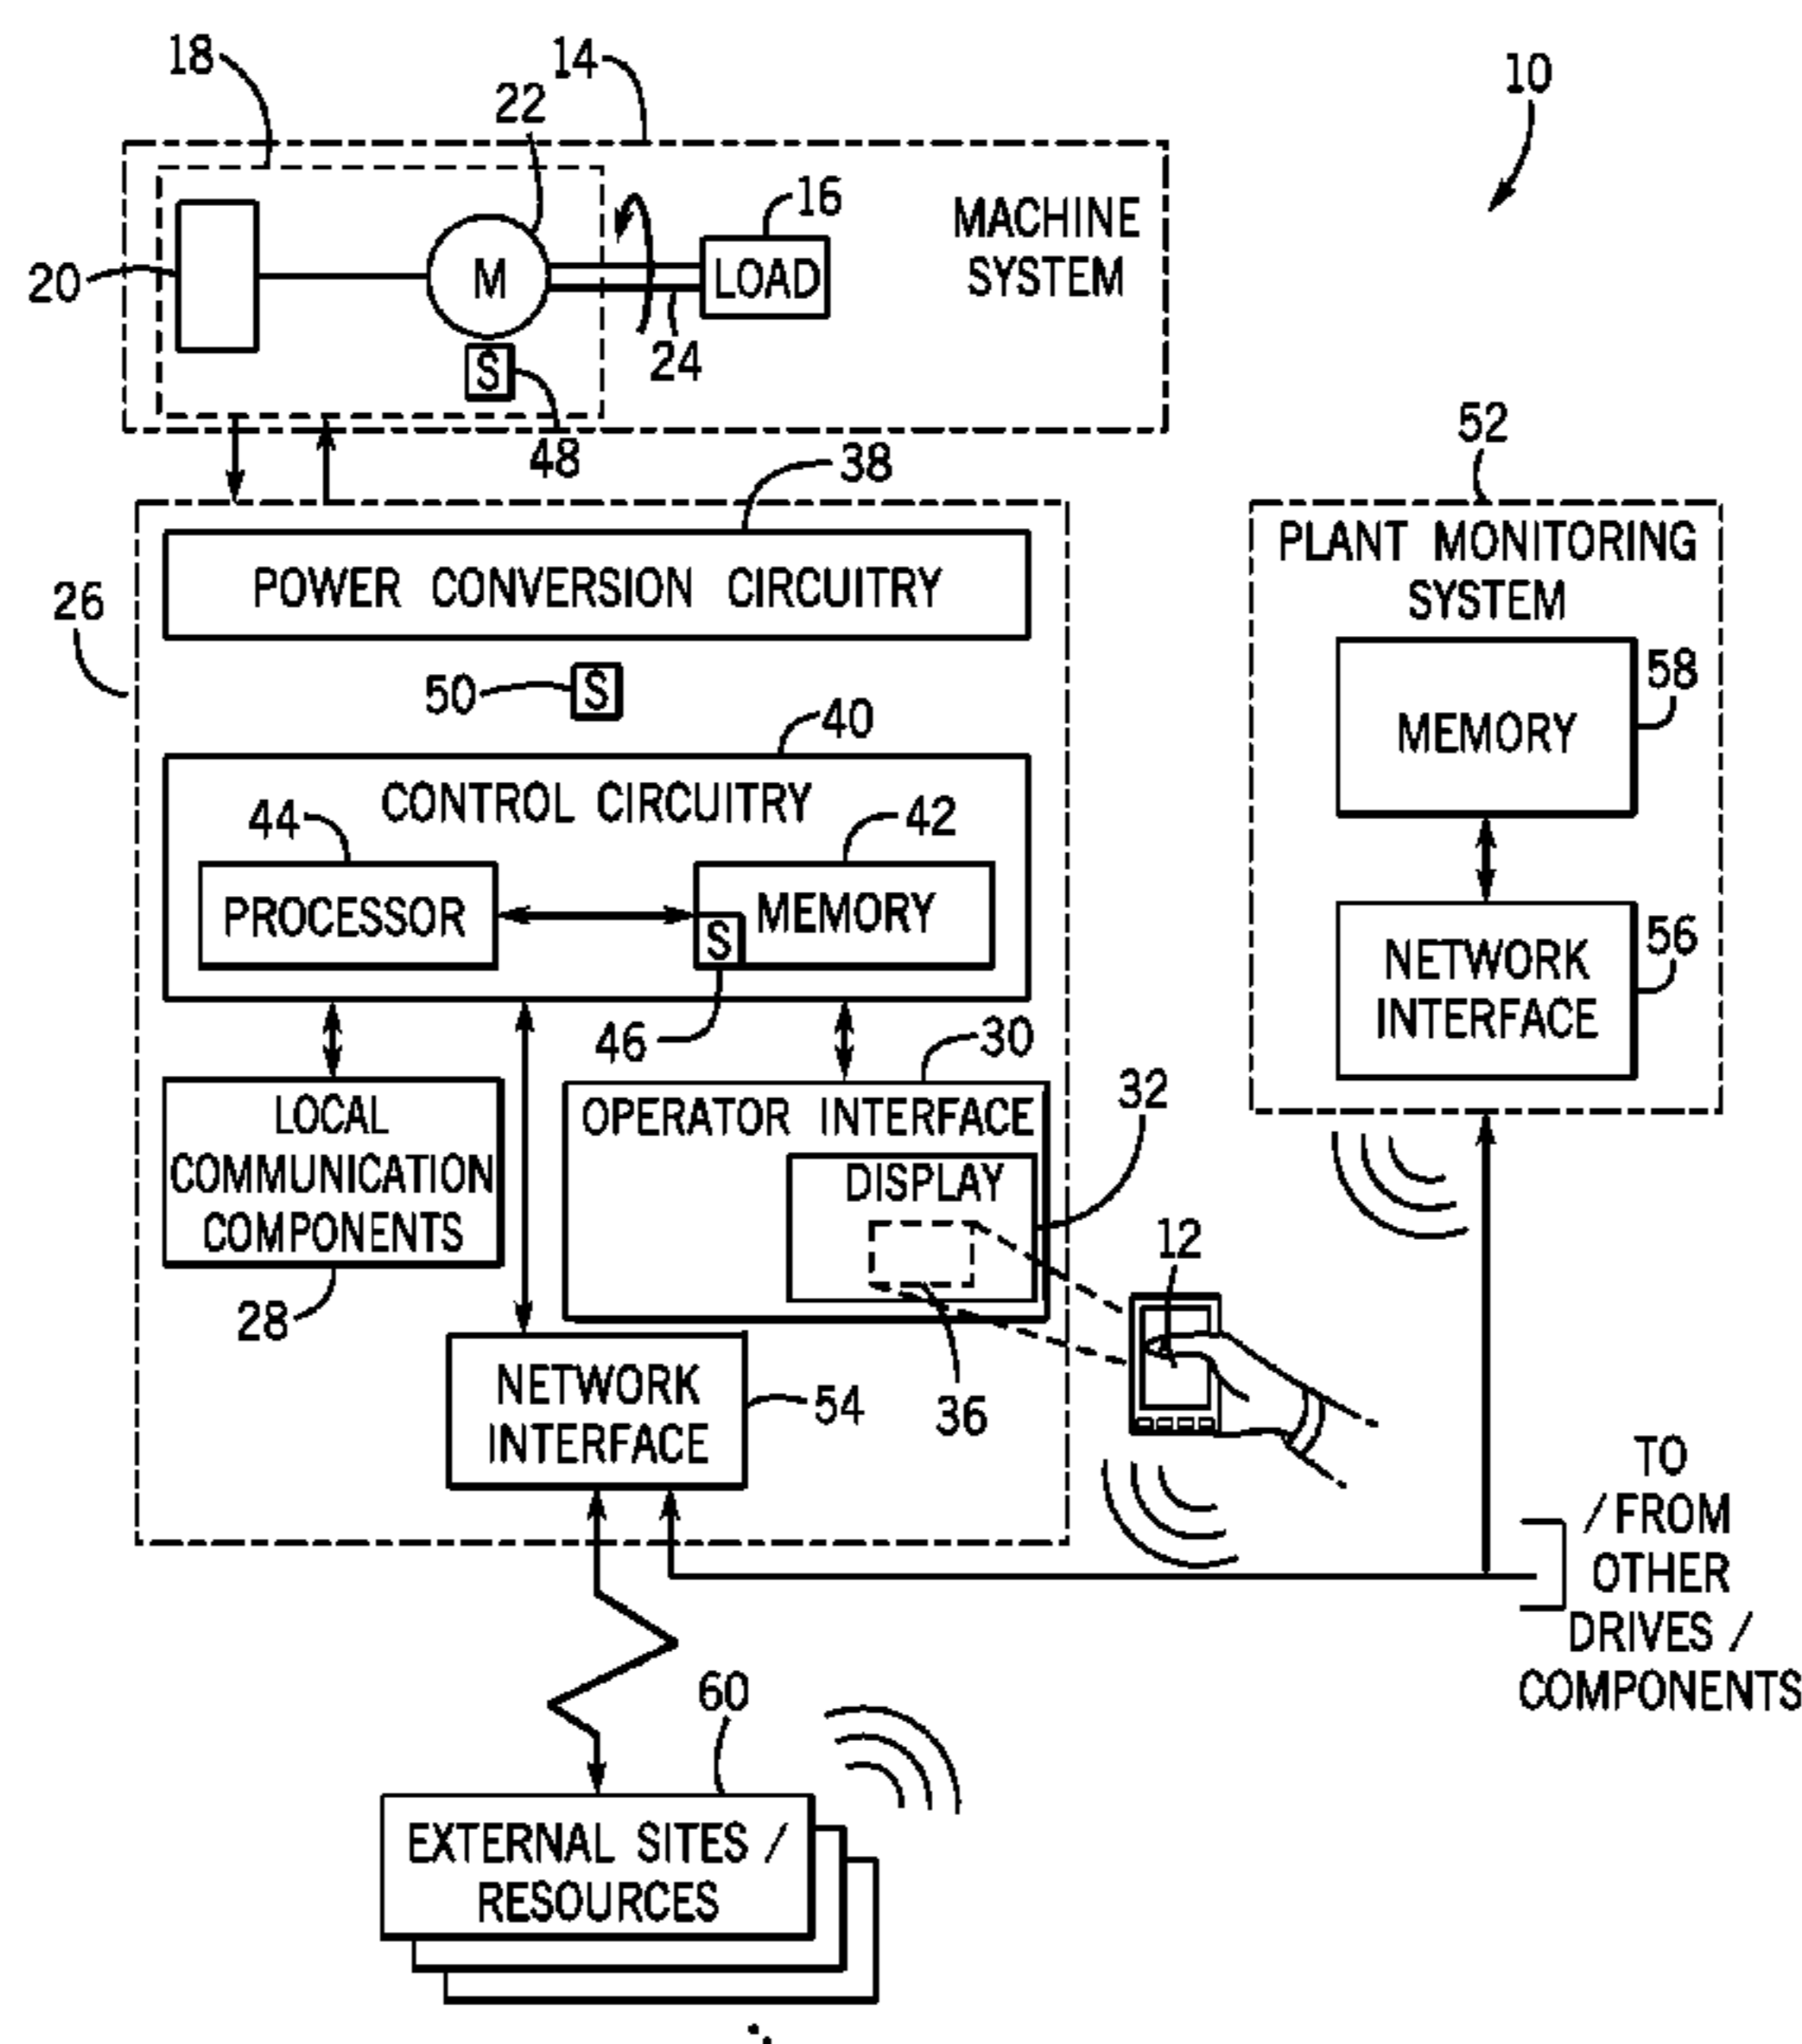 18
14
22
10
16
MACHINE
SYSTEM
20
M
LOAD
24
S
48
38
52
POWER CONVERSION CIRCUITRY
PLANT MONITORING
SYSTEM
26
50
S
58
MEMORY
40
CONTROL CIRCUITRY
44
42
PROCESSOR
MEMORY
S
56
NETWORK
INTERFACE
46
30
32
LOCAL
COMMUNICATION
COMPONENTS
OPERATOR INTERFACE
DISPLAY
12
28
36
NETWORK
INTERFACE
54
TO
/FROM
OTHER
DRIVES /
COMPONENTS
60
EXTERNAL SITES /
RESOURCES